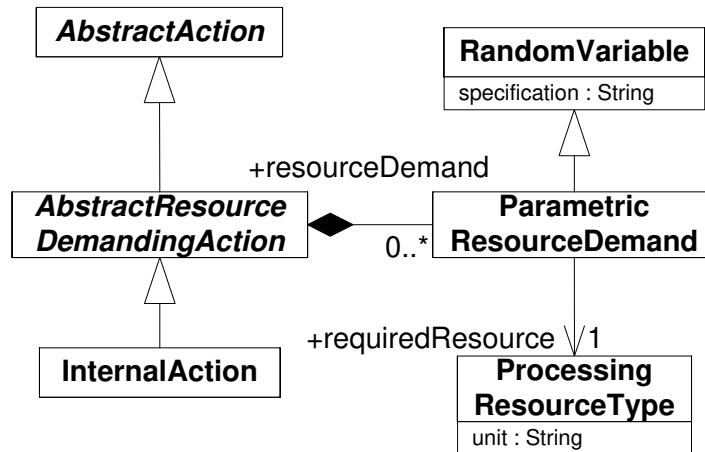 AbstractAction
RandomVariable
specification : String
+resourceDemand
AbstractResource
DemandingAction
Parametric
ResourceDemand
0..*
+requiredResource
1
InternalAction
Processing
ResourceType
unit : String